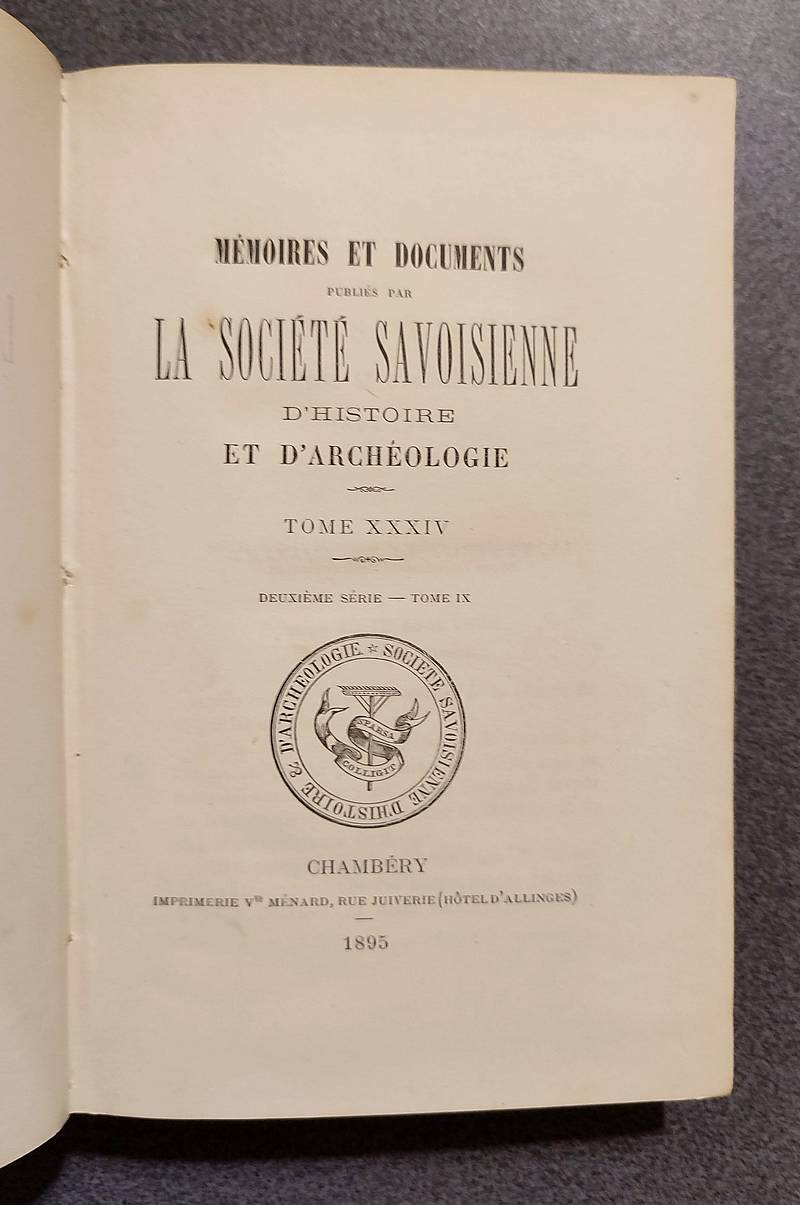 MÉMOIRES ET DOCUMENTS
PUBLIÉS PAR
LA SOCIÉTÉ SAVOISIENNE
D'HISTOIRE
ET D'ARCHÉOLOGIE
TOME XXXIV
DEUXIÈME SÉRIE — TOME IX
SOCIÉTÉ SAVOISIENNE D'HISTOIRE & D'ARCHÉOLOGIE ☆
SPARSA
COLLIGIT
CHAMBÉRY
IMPRIMERIE Vve MÉNARD, RUE JUIVERIE (HÔTEL D'ALLINGES)
1895